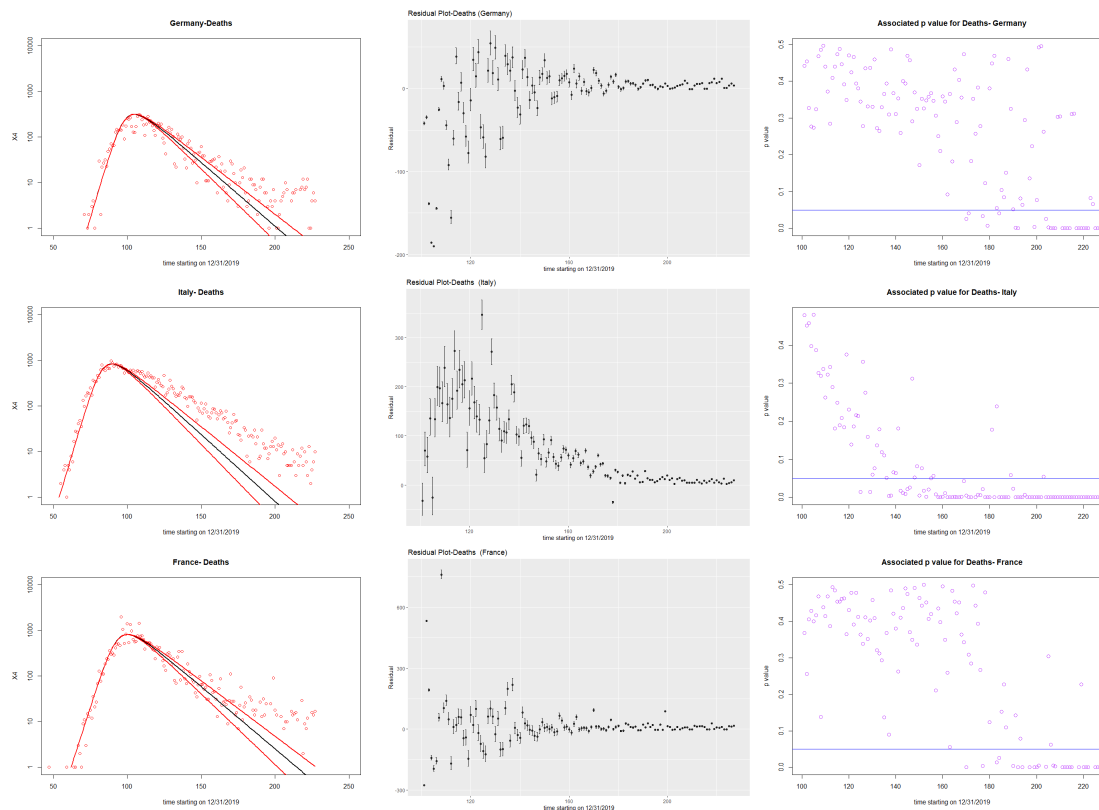 Germany-Deaths
X4
1 10 100 1000 10000
50 100 150 200 250
time starting on 12/31/2019
Residual Plot-Deaths (Germany)
Residual
0
-100
-200
120 160 200
time starting on 12/31/2019
Associated p value for Deaths- Germany
p value
0.0 0.1 0.2 0.3 0.4 0.5
100 120 140 160 180 200 220
time starting on 12/31/2019
Italy- Deaths
X4
1 10 100 1000 10000
50 100 150 200 250
time starting on 12/31/2019
Residual Plot-Deaths (Italy)
Residual
300
200
100
0
120 160 200
time starting on 12/31/2019
Associated p value for Deaths- Italy
p value
0.0 0.1 0.2 0.3 0.4
100 120 140 160 180 200 220
time starting on 12/31/2019
France- Deaths
X4
1 10 100 1000 10000
50 100 150 200 250
time starting on 12/31/2019
Residual Plot-Deaths (France)
Residual
600
300
0
-300
120 160 200
time starting on 12/31/2019
Associated p value for Deaths- France
p value
0.0 0.1 0.2 0.3 0.4 0.5
100 120 140 160 180 200 220
time starting on 12/31/2019